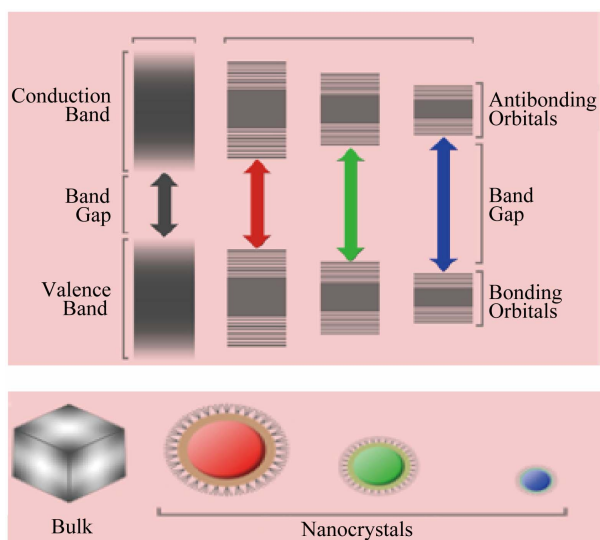 Conduction
Band
Band
Gap
Valence
Band
Antibonding
Orbitals
Band
Gap
Bonding
Orbitals
Bulk
Nanocrystals